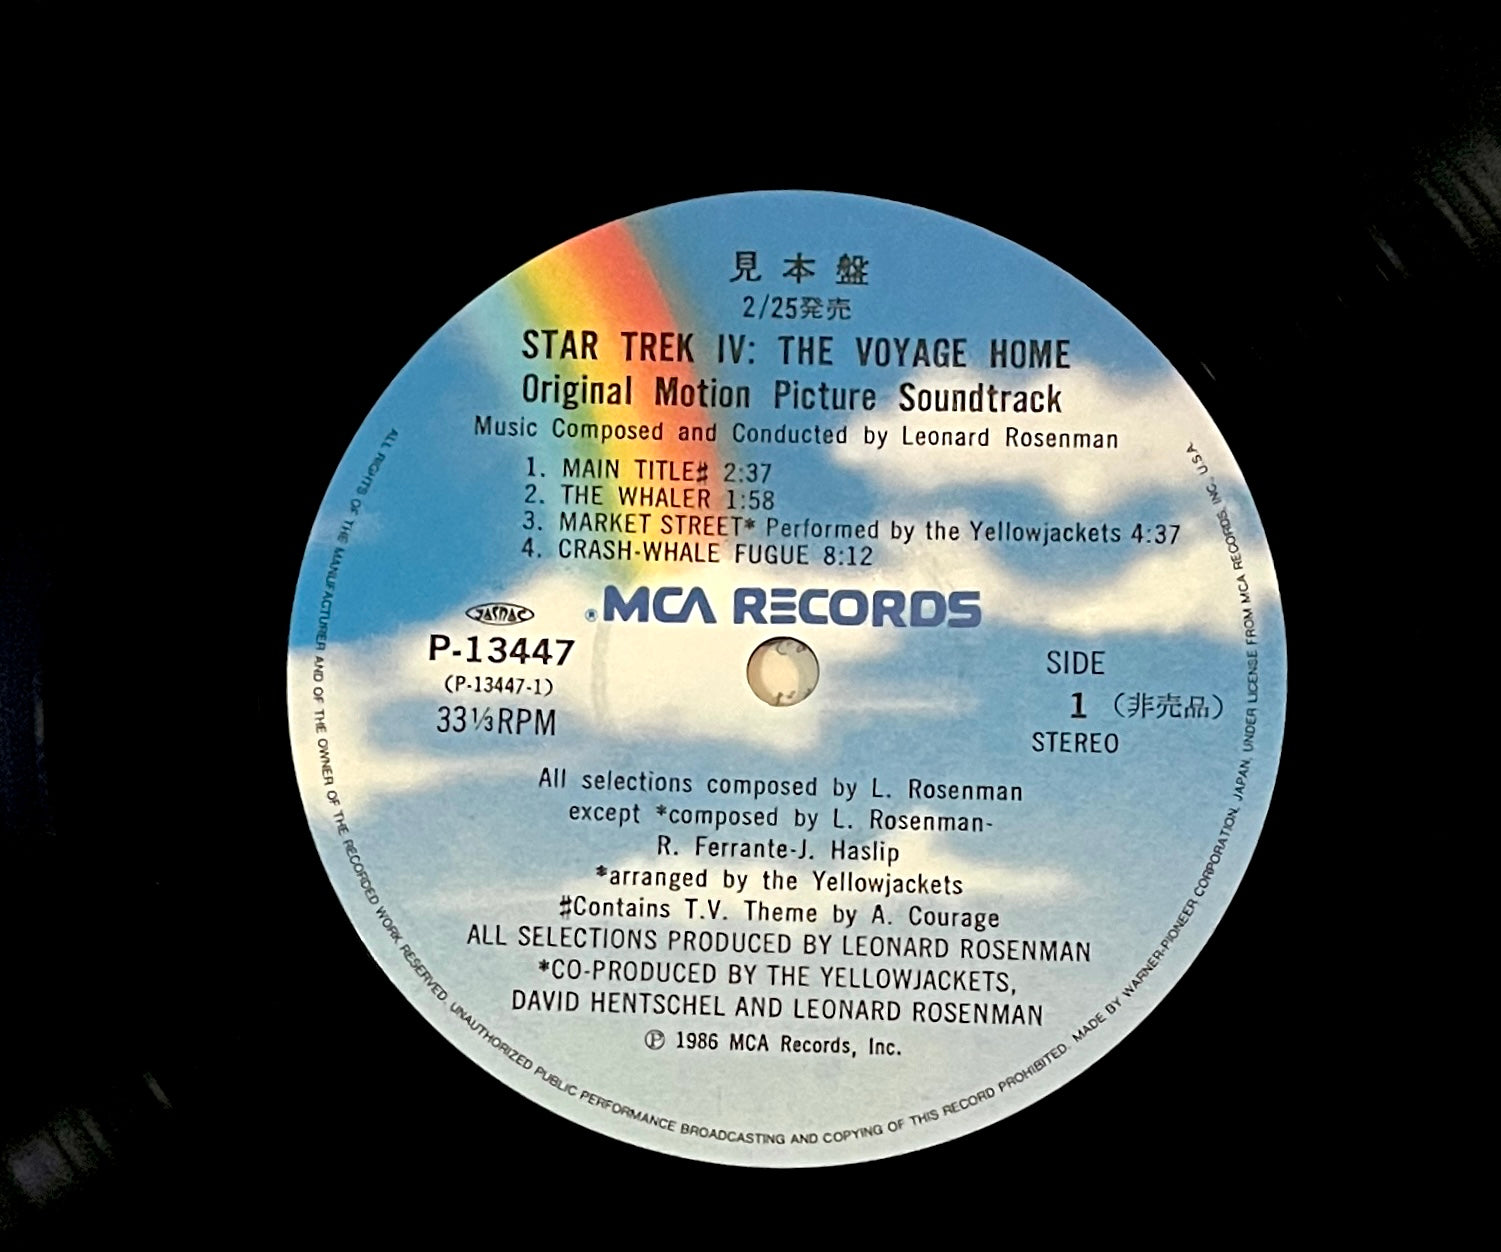 見本盤
2/25発売
STAR TREK IV: THE VOYAGE HOME
Original Motion Picture Soundtrack
Music Composed and Conducted by Leonard Rosenman
1. MAIN TITLE♯ 2:37
2. THE WHALER 1:58
3. MARKET STREET* Performed by the Yellowjackets 4:37
4. CRASH-WHALE FUGUE 8:12
® MCA RECORDS
JASRAC
P-13447
(P-13447-1)
33⅓RPM
SIDE
1 (非売品)
STEREO
All selections composed by L. Rosenman
except *composed by L. Rosenman-
R. Ferrante-J. Haslip
*arranged by the Yellowjackets
♯Contains T.V. Theme by A. Courage
ALL SELECTIONS PRODUCED BY LEONARD ROSENMAN
*CO-PRODUCED BY THE YELLOWJACKETS,
DAVID HENTSCHEL AND LEONARD ROSENMAN
Ⓟ 1986 MCA Records, Inc.
ALL RIGHTS OF THE MANUFACTURER AND OF THE OWNER OF THE RECORDED WORK RESERVED. UNAUTHORIZED PUBLIC PERFORMANCE BROADCASTING AND COPYING OF THIS RECORD PROHIBITED. MADE BY WARNER-PIONEER CORPORATION, JAPAN, UNDER LICENSE FROM MCA RECORDS, INC., U.S.A.